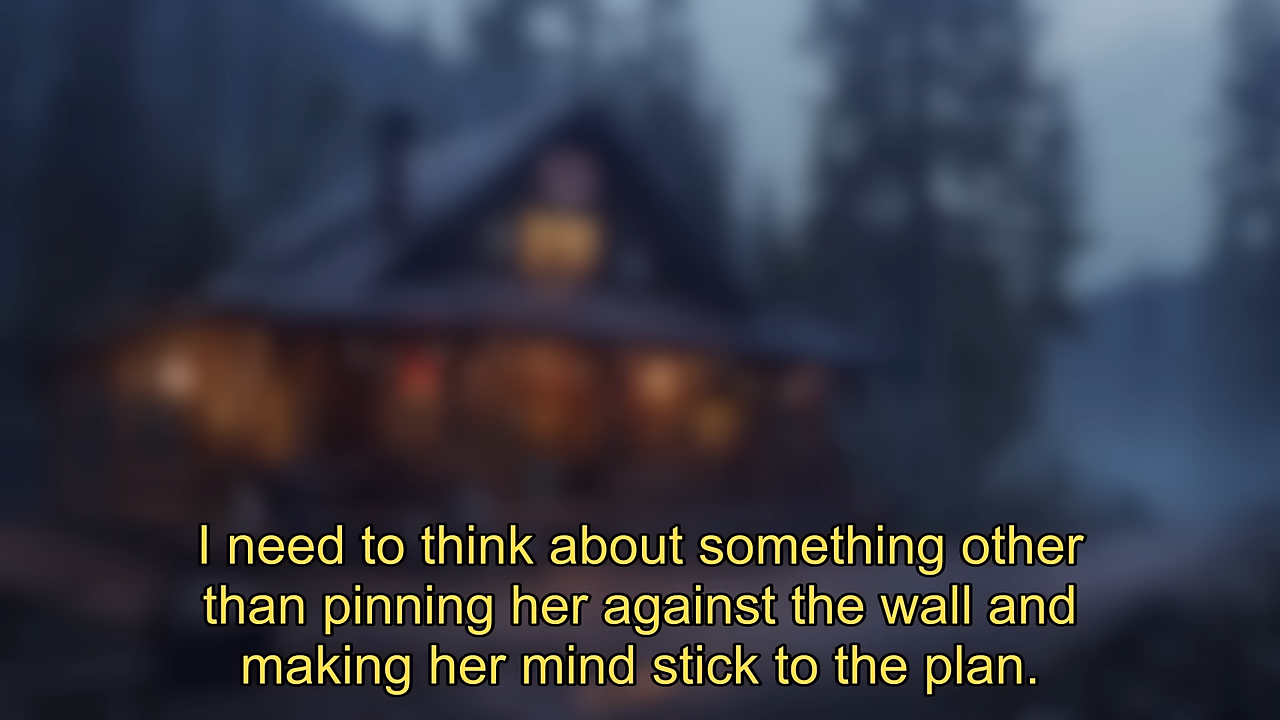 I need to think about something other
than pinning her against the wall and
making her mind stick to the plan.